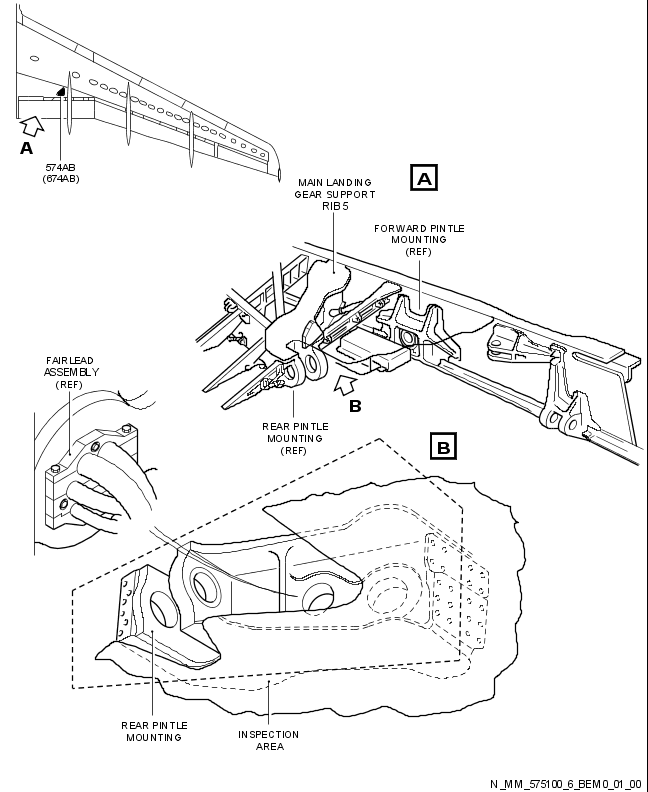 A
574AB
(674AB)
MAIN LANDING
GEAR SUPPORT
RIB 5
A
FORWARD PINTLE
MOUNTING
(REF)
FAIRLEAD
ASSEMBLY
(REF)
B
REAR PINTLE
MOUNTING
(REF)
B
REAR PINTLE
MOUNTING
INSPECTION
AREA
N_MM_575100_6_BEM0_01_00